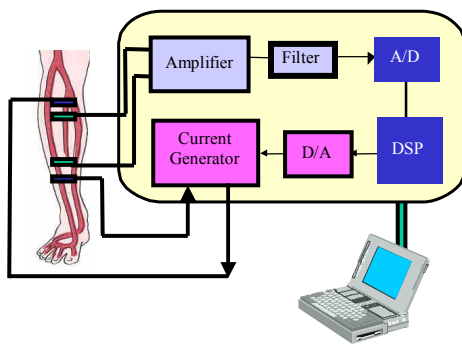 Amplifier
Filter
A/D
Current
Generator
D/A
DSP